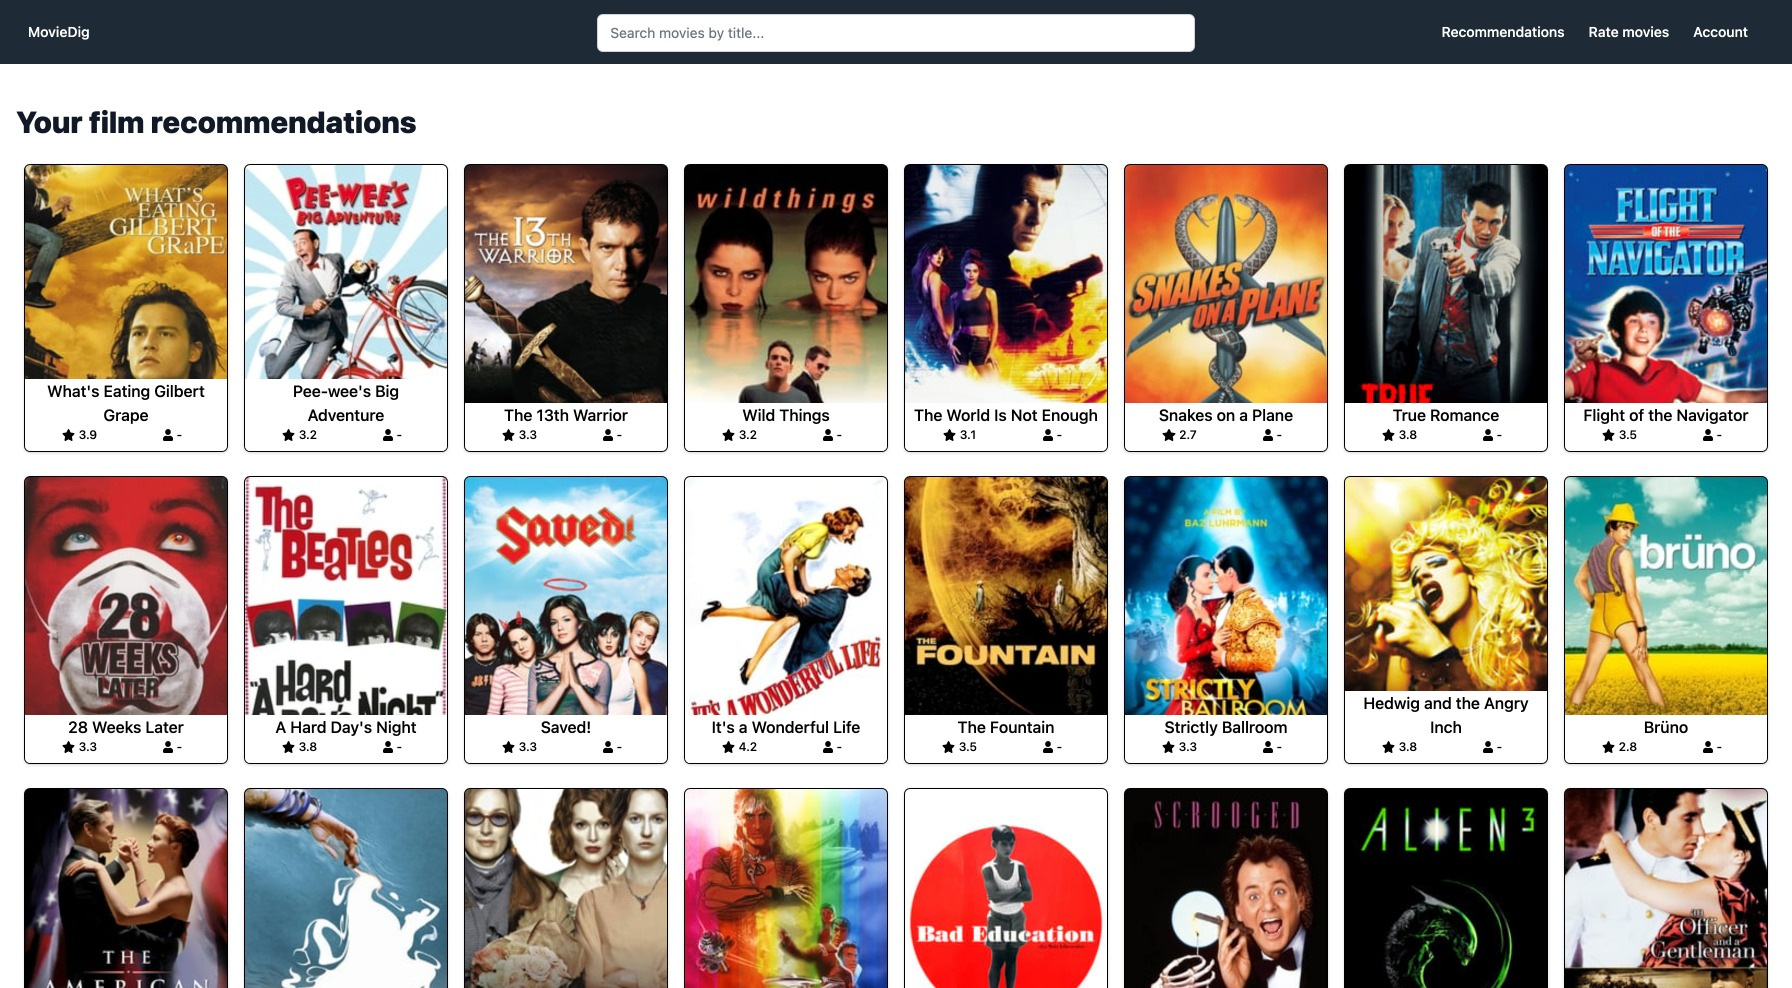 MovieDig
Search movies by title...
Recommendations
Rate movies
Account
Your film recommendations
WHAT'S
EATING
GILBERT
GRaPE
PEE-WEE'S
BIG ADVENTURE
THE 13TH
WARRIOR
wildthings
SNAKES
ON A PLANE
TRUE
FLIGHT
OF THE
NAVIGATOR
What's Eating Gilbert
Grape
3.9
-
Pee-wee's Big
Adventure
3.2
-
The 13th Warrior
3.3
-
Wild Things
3.2
-
The World Is Not Enough
3.1
-
Snakes on a Plane
2.7
-
True Romance
3.8
-
Flight of the Navigator
3.5
-
28
WEEKS
LATER
The
BEATLES
"A Hard
Day's Night"
Saved!
IT'S A WONDERFUL LIFE
THE
FOUNTAIN
A FILM BY
BAZ LUHRMANN
STRICTLY
BALLROOM
brüno
28 Weeks Later
3.3
-
A Hard Day's Night
3.8
-
Saved!
3.3
-
It's a Wonderful Life
4.2
-
The Fountain
3.5
-
Strictly Ballroom
3.3
-
Hedwig and the Angry
Inch
3.8
-
Brüno
2.8
-
THE
AMERICAN
Bad Education
SCROOGED
ALIEN 3
an
Officer
and a
Gentleman